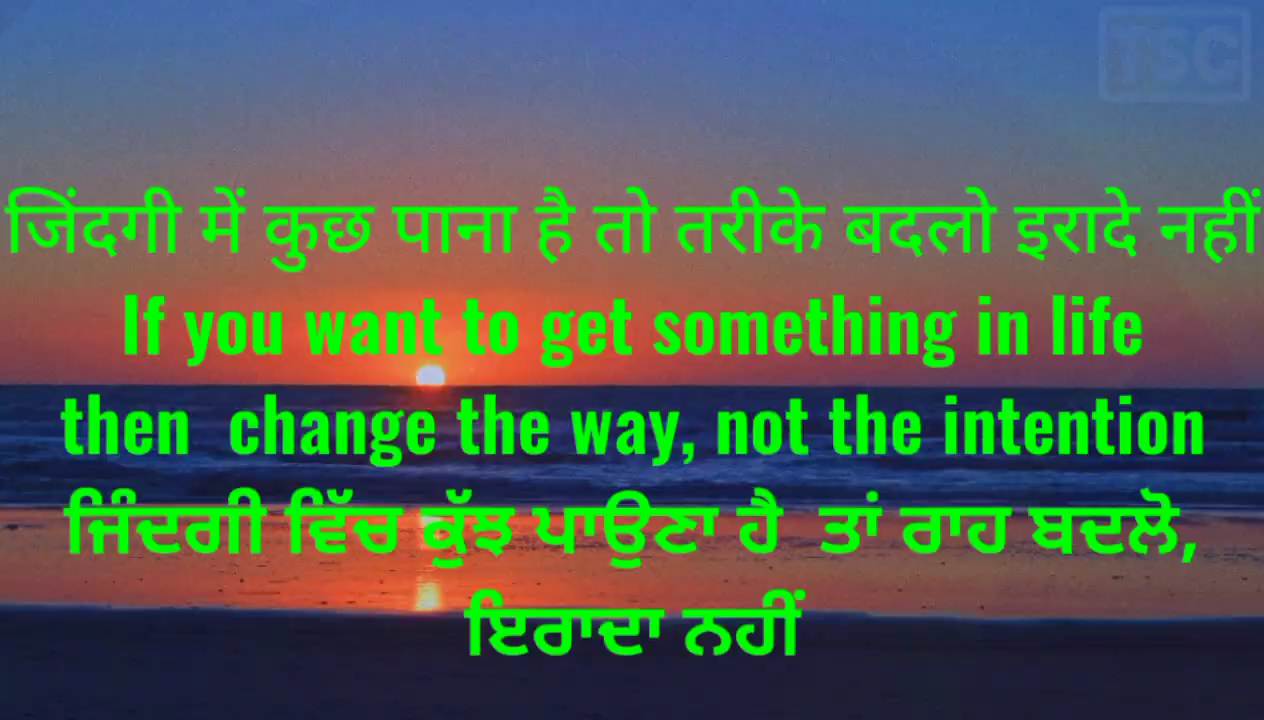 TSC
जिंदगी में कुछ पाना है तो तरीके बदलो इरादे नहीं
If you want to get something in life
then change the way, not the intention
ਜਿੰਦਗੀ ਵਿੱਚ ਕੁੱਝ ਪਾਉਣਾ ਹੈ ਤਾਂ ਰਾਹ ਬਦਲੋ,
ਇਰਾਦਾ ਨਹੀਂ